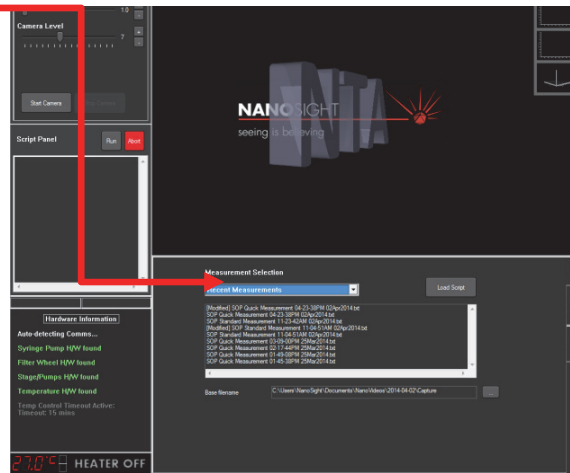 10
Camera Level
7
Start Camera
Script Panel
Run
Abort
Hardware Information
Auto-detecting Comms...
Syringe Pump H/W found
Filter Wheel H/W found
Stage/Pumps H/W found
Temperature H/W found
Temp Control Timeout Active:
Timeout: 15 mins
27.0°C
HEATER OFF
NTA
NANOSIGHT
seeing is believing
Measurement Selection
Recent Measurements
Load Script
[Modified] SOP Quick Measurement 04-23-38PM 02Apr2014.txt
SOP Quick Measurement 04-23-38PM 02Apr2014.txt
SOP Standard Measurement 11-23-42AM 02Apr2014.txt
[Modified] SOP Standard Measurement 11-04-51AM 02Apr2014.txt
SOP Standard Measurement 11-04-51AM 02Apr2014.txt
SOP Quick Measurement 03-09-00PM 25Mar2014.txt
SOP Quick Measurement 02-17-44PM 25Mar2014.txt
SOP Quick Measurement 01-49-08PM 25Mar2014.txt
SOP Quick Measurement 01-45-38PM 25Mar2014.txt
Base filename
C:\Users\NanoSight\Documents\NanoVideos\2014-04-02\Capture
...